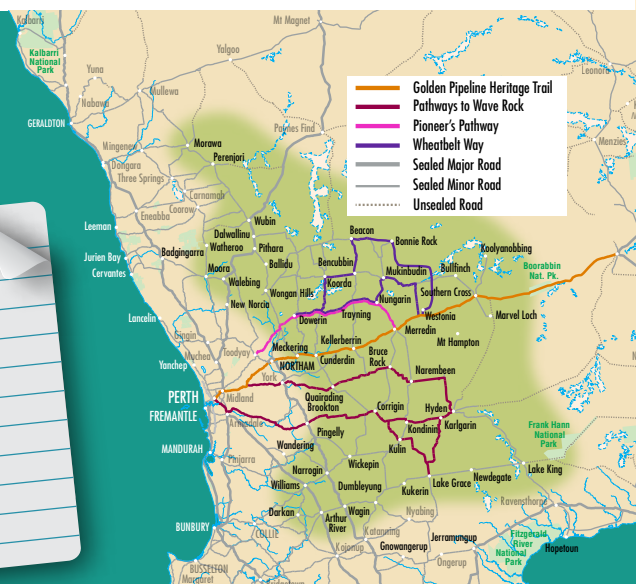 Kalbarri
Kalbarri
National
Park
Mt Magnet
Yalgoo
Yuna
Nabawa
Mullewa
GERALDTON
Leonora
Menzies
Golden Pipeline Heritage Trail
Pathways to Wave Rock
Pioneer's Pathway
Wheatbelt Way
Sealed Major Road
Sealed Minor Road
Unsealed Road
Paynes Find
Mingenew
Morawa
Dongara
Perenjari
Three Springs
Carnamah
Coorow
Eneabba
Leeman
Wubin
Dalwallinu
Watheroo
Badgingarra
Pithara
Jurien Bay
Cervantes
Moora
Ballidu
Walebing
Wongan Hills
New Norcia
Beacon
Bonnie Rock
Bencubbin
Koorda
Mukinbudin
Bullfinch
Koolyanobbing
Boorabbin
Nat. Pk.
Southern Cross
Nungarin
Westonia
Marvel Loch
Lancelin
Dowerin
Trayning
Merredin
Mt Hampton
Gingin
Muchea
Toodyay
Yanchep
Meckering
Kellerberrin
NORTHAM
Cunderdin
Bruce
Rock
Narembeen
York
PERTH
Midland
FREMANTLE
Quairading
Brookton
Corrigin
Hyden
Karlgarin
Armadale
Kondinin
Pingelly
Kulin
Frank Hann
National
Park
MANDURAH
Pinjarra
Wandering
Wickepin
Narrogin
Lake King
Newdegate
Lake Grace
Williams
Dumbleyung
Kukerin
Ravensthorpe
Darkan
Wagin
Arthur
River
Nyabing
BUNBURY
COLLIE
Katanning
Kojonup
Gnowangerup
Jerramungup
Ongerup
Fitzgerald
River
National
Park
Hopetoun
BUSSELTON
Margaret